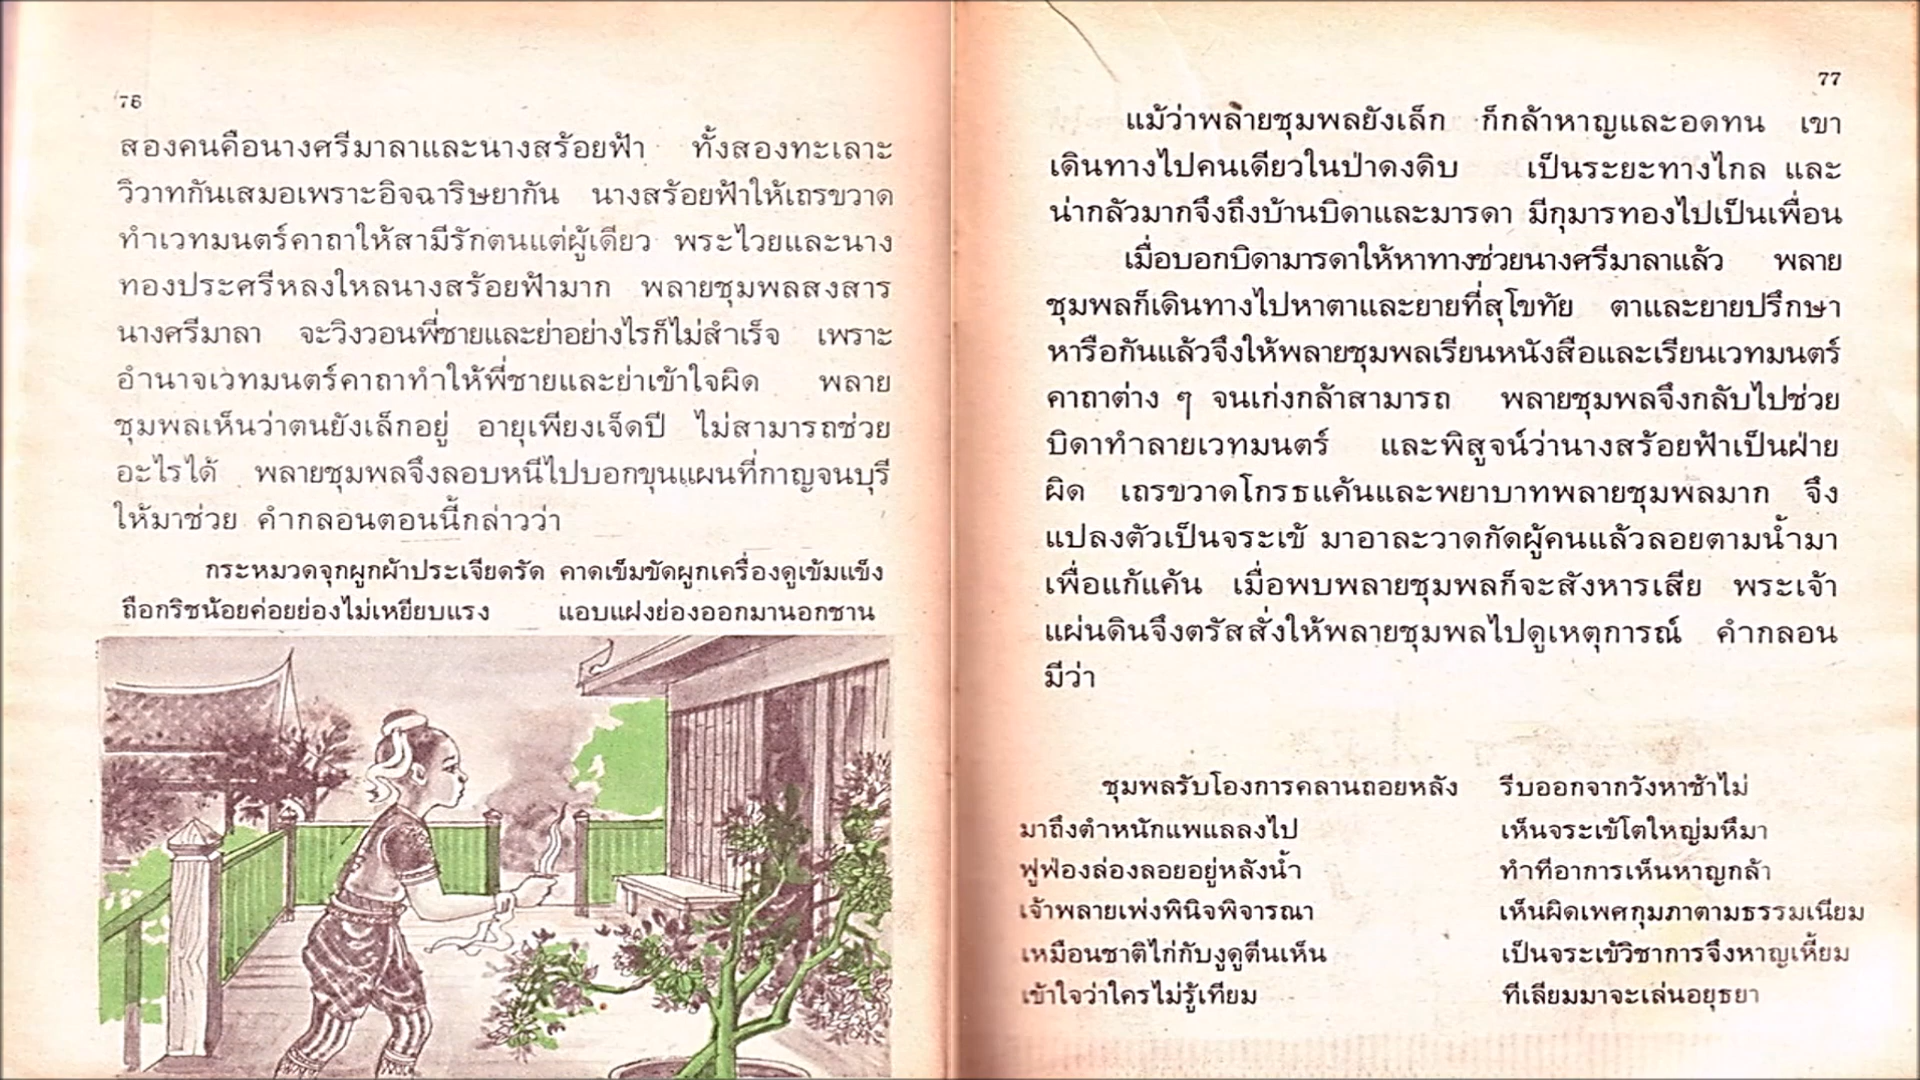 76
สองคนคือนางศรีมาลาและนางสร้อยฟ้า ทั้งสองทะเลาะ
วิวาทกันเสมอเพราะอิจฉาริษยากัน นางสร้อยฟ้าให้เถรขวาด
ทำเวทมนตร์คาถาให้สามีรักตนแต่ผู้เดียว พระไวยและนาง
ทองประศรีหลงใหลนางสร้อยฟ้ามาก พลายชุมพลสงสาร
นางศรีมาลา จะวิงวอนพี่ชายและย่าอย่างไรก็ไม่สำเร็จ เพราะ
อำนาจเวทมนตร์คาถาทำให้พี่ชายและย่าเข้าใจผิด พลาย
ชุมพลเห็นว่าตนยังเล็กอยู่ อายุเพียงเจ็ดปี ไม่สามารถช่วย
อะไรได้ พลายชุมพลจึงลอบหนีไปบอกขุนแผนที่กาญจนบุรี
ให้มาช่วย คำกลอนตอนนี้กล่าวว่า
กระหมวดจุกผูกผ้าประเจียดรัด คาดเข็มขัดผูกเครื่องดูเข้มแข็ง
ถือกริชน้อยค่อยย่องไม่เหยียบแรง แอบแฝงย่องออกมานอกชาน
77
แม้ว่าพลายชุมพลยังเล็ก ก็กล้าหาญและอดทน เขา
เดินทางไปคนเดียวในป่าดงดิบ เป็นระยะทางไกล และ
น่ากลัวมากจึงถึงบ้านบิดาและมารดา มีกุมารทองไปเป็นเพื่อน
เมื่อบอกบิดามารดาให้หาทางช่วยนางศรีมาลาแล้ว พลาย
ชุมพลก็เดินทางไปหาตาและยายที่สุโขทัย ตาและยายปรึกษา
หารือกันแล้วจึงให้พลายชุมพลเรียนหนังสือและเรียนเวทมนตร์
คาถาต่าง ๆ จนเก่งกล้าสามารถ พลายชุมพลจึงกลับไปช่วย
บิดาทำลายเวทมนตร์ และพิสูจน์ว่านางสร้อยฟ้าเป็นฝ่าย
ผิด เถรขวาดโกรธแค้นและพยาบาทพลายชุมพลมาก จึง
แปลงตัวเป็นจระเข้ มาอาละวาดกัดผู้คนแล้วลอยตามน้ำมา
เพื่อแก้แค้น เมื่อพบพลายชุมพลก็จะสังหารเสีย พระเจ้า
แผ่นดินจึงตรัสสั่งให้พลายชุมพลไปดูเหตุการณ์ คำกลอน
มีว่า
ชุมพลรับโองการคลานถอยหลัง รีบออกจากวังหาช้าไม่
มาถึงตำหนักแพแลลงไป เห็นจระเข้โตใหญ่มหึมา
ฟูฟ่องล่องลอยอยู่หลังน้ำ ทำทีอาการเห็นหาญกล้า
เจ้าพลายเพ่งพินิจพิจารณา เห็นผิดเพศกุมภาตามธรรมเนียม
เหมือนชาติไก่กับงูดูตีนเห็น เป็นจระเข้วิชาการจึงหาญเหี้ยม
เข้าใจว่าใครไม่รู้เทียม ทีเลียมมาจะเล่นอยุธยา